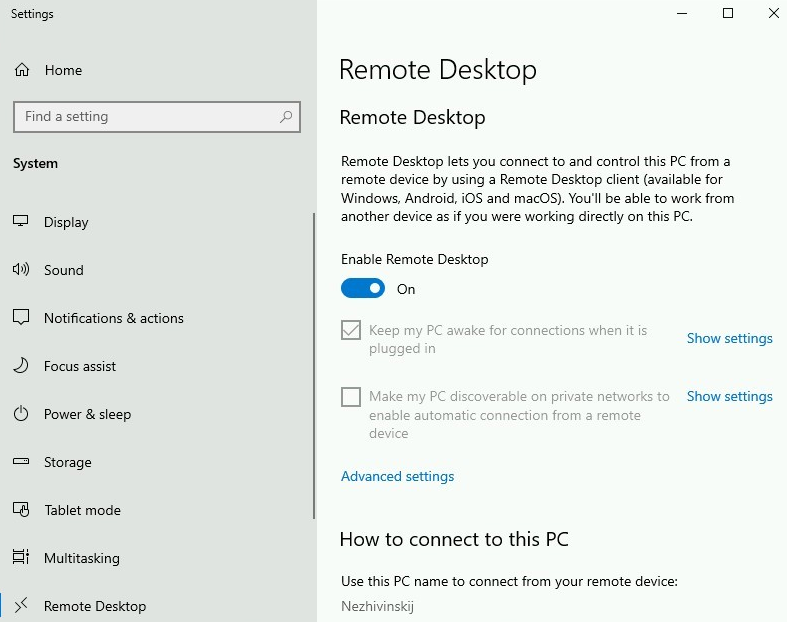 Settings
Home
Find a setting
System
Display
Sound
Notifications & actions
Focus assist
Power & sleep
Storage
Tablet mode
Multitasking
Remote Desktop
Remote Desktop
Remote Desktop
Remote Desktop lets you connect to and control this PC from a
remote device by using a Remote Desktop client (available for
Windows, Android, iOS and macOS). You'll be able to work from
another device as if you were working directly on this PC.
Enable Remote Desktop
On
Keep my PC awake for connections when it is
plugged in
Show settings
Make my PC discoverable on private networks to
enable automatic connection from a remote
device
Show settings
Advanced settings
How to connect to this PC
Use this PC name to connect from your remote device:
Nezhivinskij